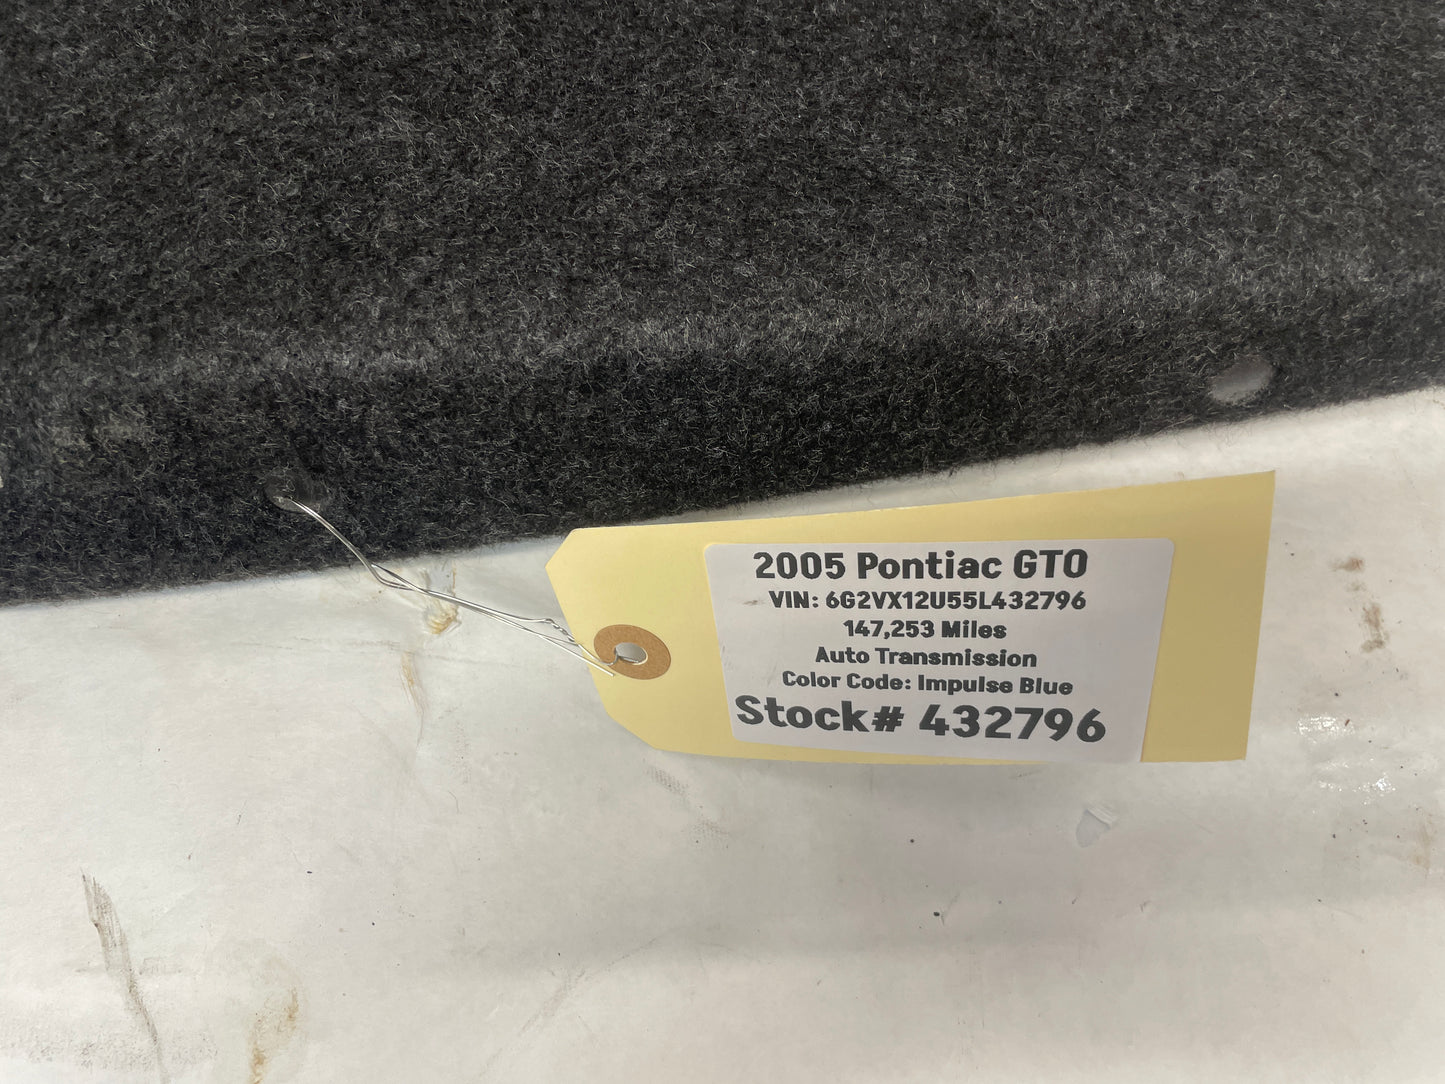 2005 Pontiac GTO
VIN: 6G2VX12U55L432796
147,253 Miles
Auto Transmission
Color Code: Impulse Blue
Stock# 432796